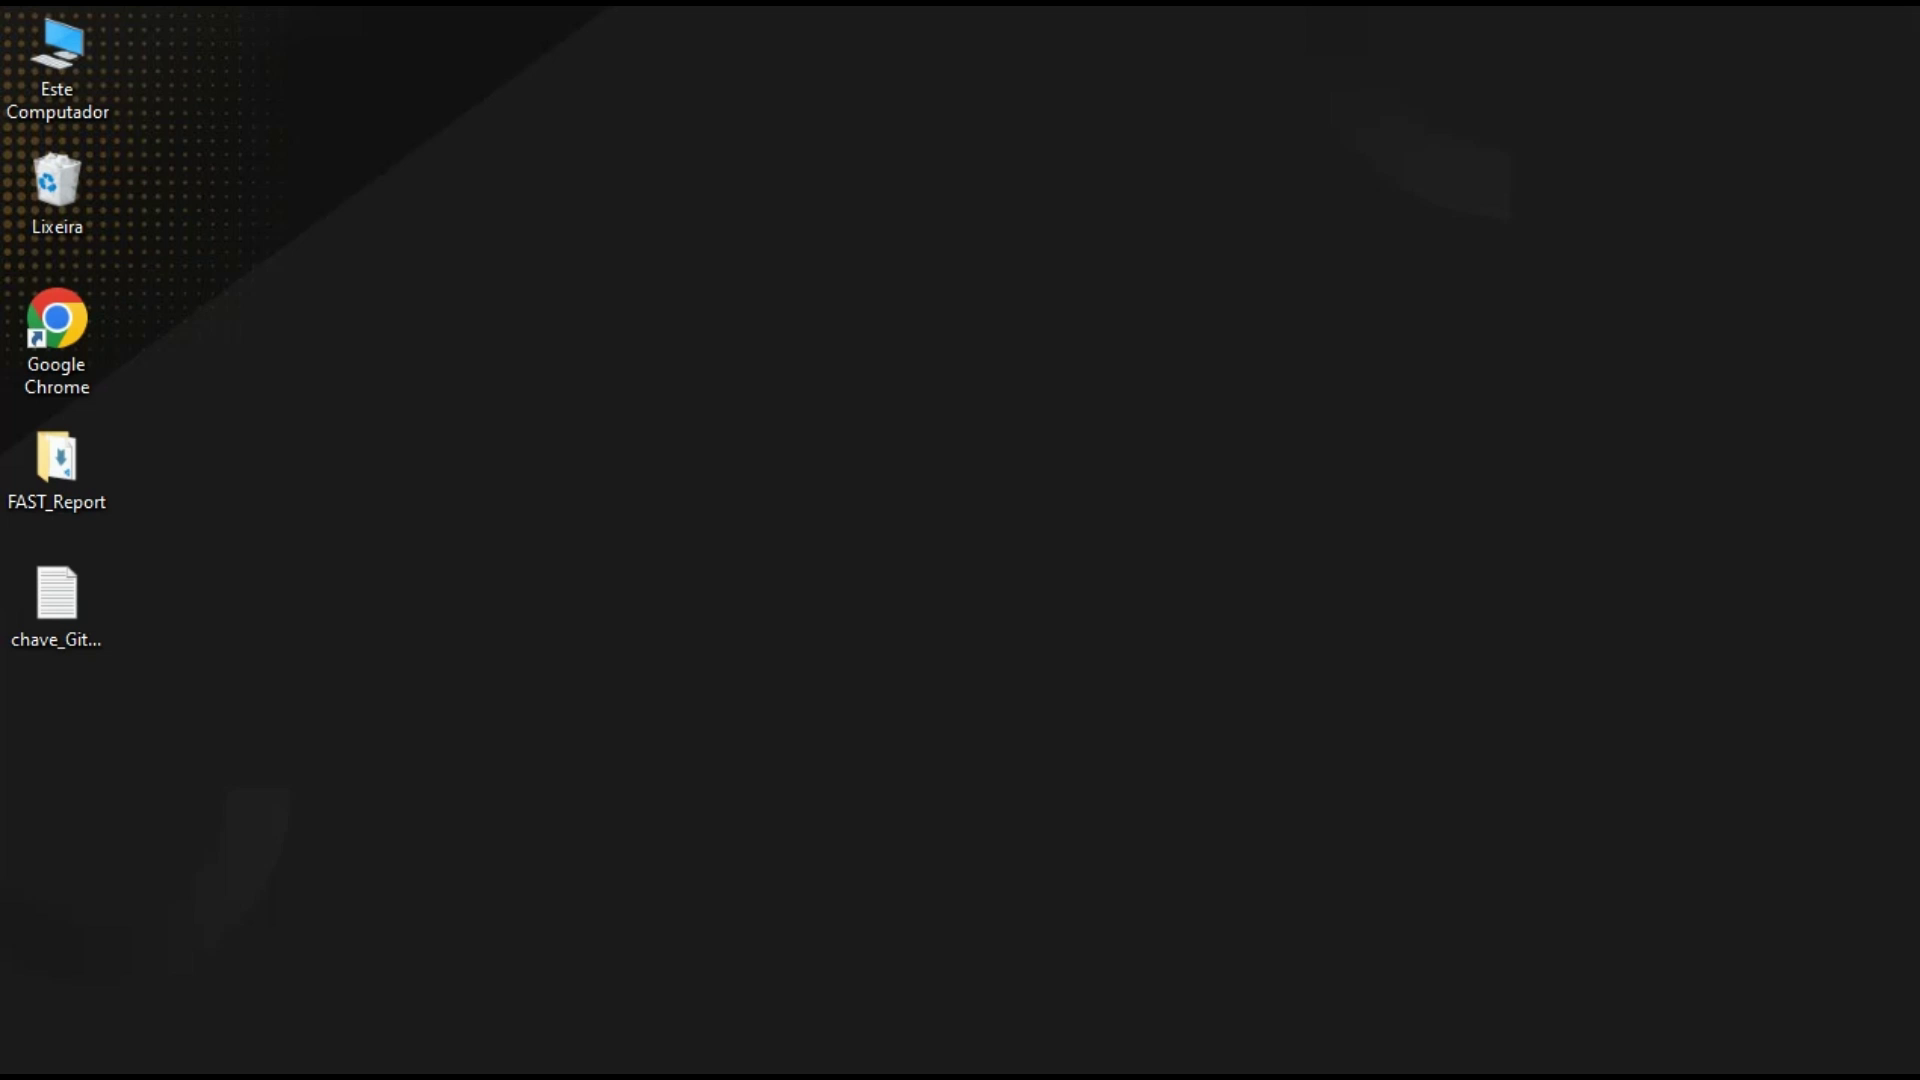 Este
Computador
Lixeira
Google
Chrome
FAST_Report
chave_Git...